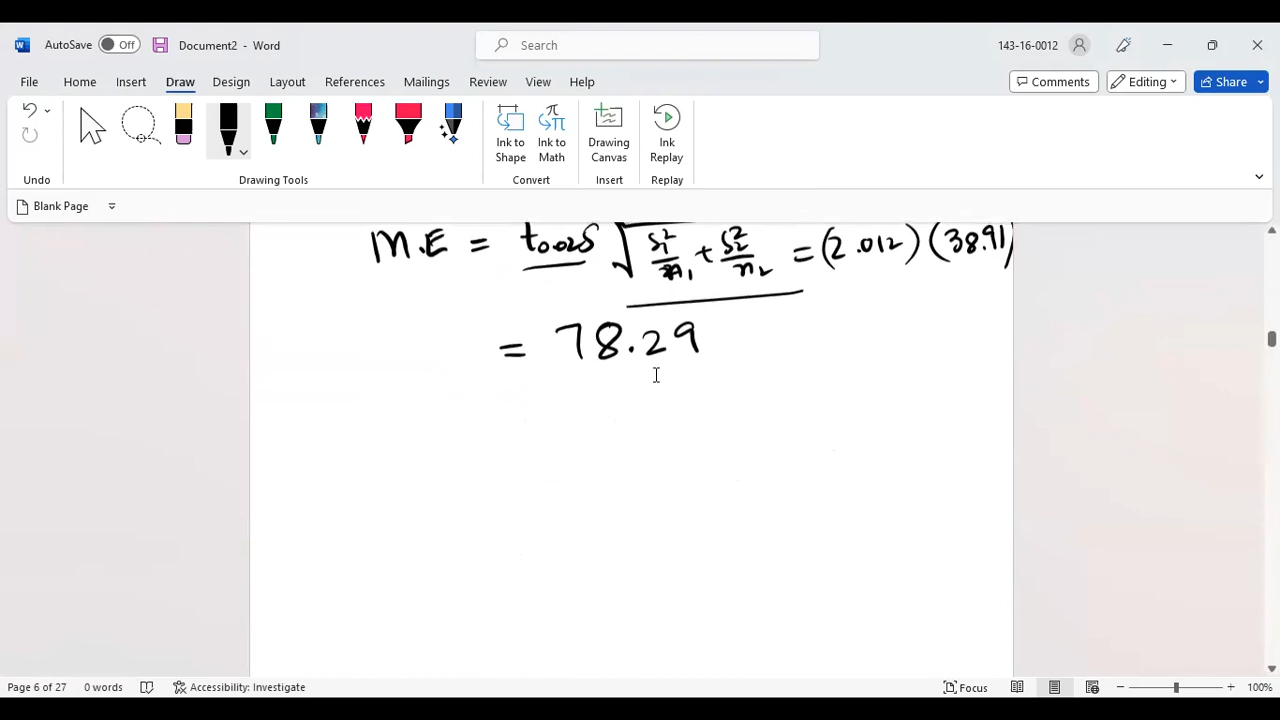 AutoSave Off Document2 - Word Search 143-16-0012
File Home Insert Draw Design Layout References Mailings Review View Help Comments Editing Share
Ink to Shape Ink to Math Drawing Canvas Ink Replay
Undo Drawing Tools Convert Insert Replay
Blank Page
M.E = t0.025 √(S₁²/n₁ + S₂²/n₂) = (2.012) (38.91)
= 78.29
Page 6 of 27 0 words Accessibility: Investigate Focus 100%